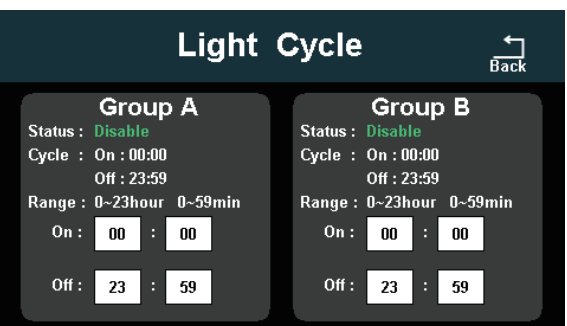 Light Cycle
Back
Group A
Status : Disable
Cycle : On : 00:00
Off : 23:59
Range : 0~23hour 0~59min
On : 00 : 00
Off : 23 : 59
Group B
Status : Disable
Cycle : On : 00:00
Off : 23:59
Range : 0~23hour 0~59min
On : 00 : 00
Off : 23 : 59